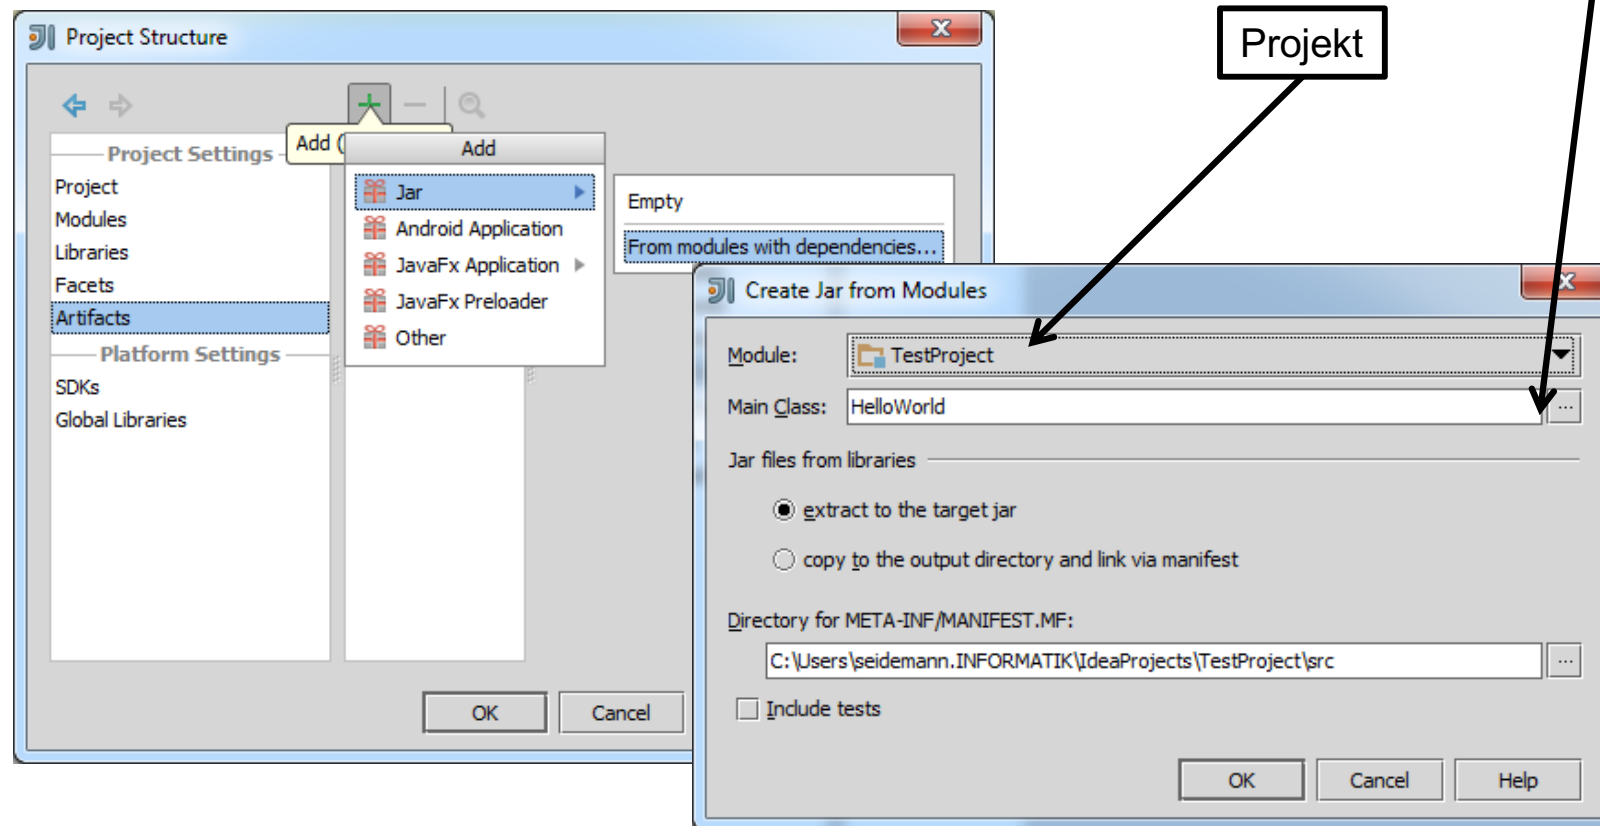 Project Structure
Projekt
Add (
Add
Project Settings
Project
Modules
Libraries
Facets
Artifacts
Platform Settings
SDKs
Global Libraries
Jar
Android Application
JavaFx Application
JavaFx Preloader
Other
Empty
From modules with dependencies...
OK
Cancel
Create Jar from Modules
Module:
TestProject
Main Class:
HelloWorld
...
Jar files from libraries
extract to the target jar
copy to the output directory and link via manifest
Directory for META-INF/MANIFEST.MF:
C:\Users\seidemann.INFORMATIK\IdeaProjects\TestProject\src
...
Include tests
OK
Cancel
Help